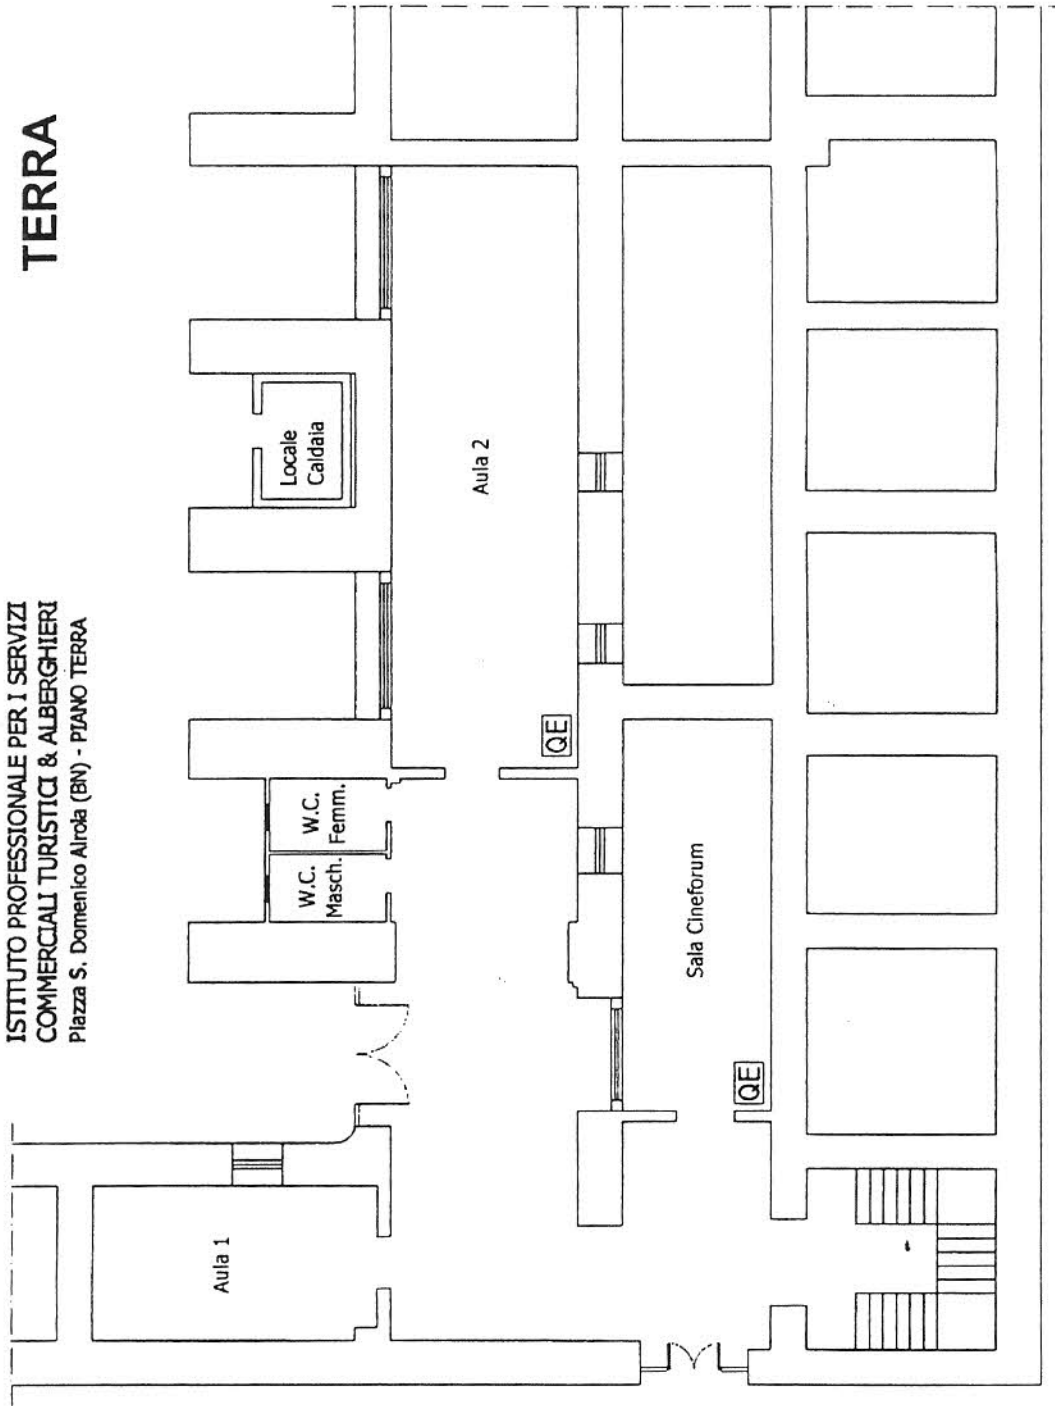 ISTITUTO PROFESSIONALE PER I SERVIZI
COMMERCIALI TURISTICI & ALBERGHIERI
Piazza S. Domenico Airola (BN) - PIANO TERRA
TERRA
W.C.
Masch.
W.C.
Femm.
Locale
Caldaia
Aula 1
Aula 2
QE
Sala Cineforum
QE